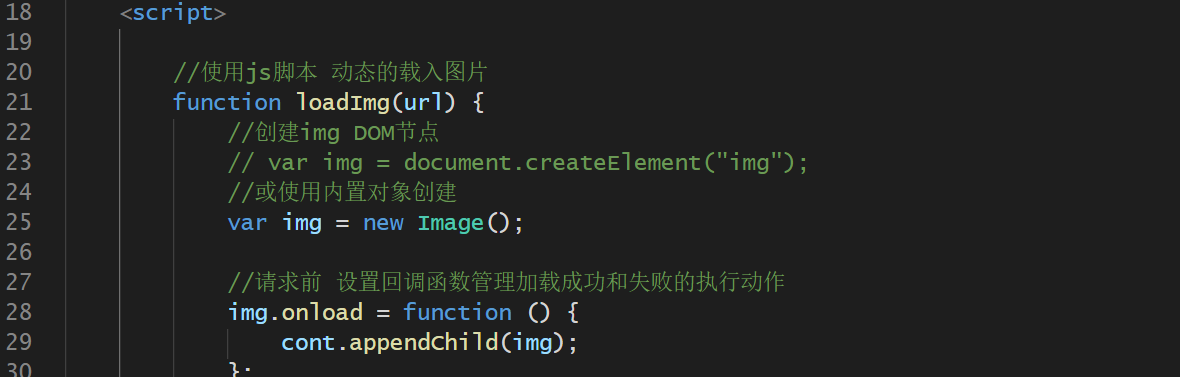 18 <script>
19
20 //使用js脚本 动态的载入图片
21 function loadImg(url) {
22 //创建img DOM节点
23 // var img = document.createElement("img");
24 //或使用内置对象创建
25 var img = new Image();
26
27 //请求前 设置回调函数管理加载成功和失败的执行动作
28 img.onload = function () {
29 cont.appendChild(img);
30 };